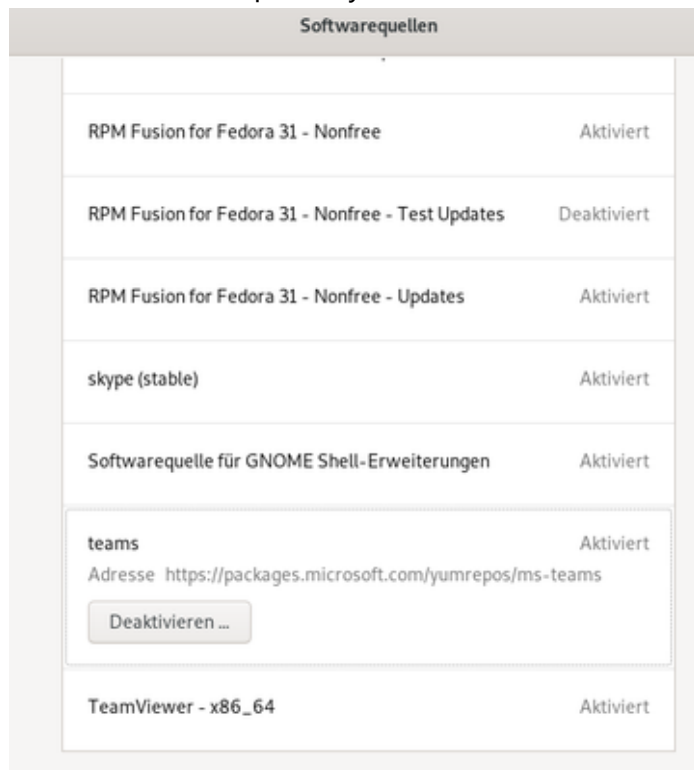 Softwarequellen
RPM Fusion for Fedora 31 - Nonfree Aktiviert
RPM Fusion for Fedora 31 - Nonfree - Test Updates Deaktiviert
RPM Fusion for Fedora 31 - Nonfree - Updates Aktiviert
skype (stable) Aktiviert
Softwarequelle für GNOME Shell-Erweiterungen Aktiviert
teams Aktiviert
Adresse https://packages.microsoft.com/yumrepos/ms-teams
Deaktivieren ...
TeamViewer - x86_64 Aktiviert